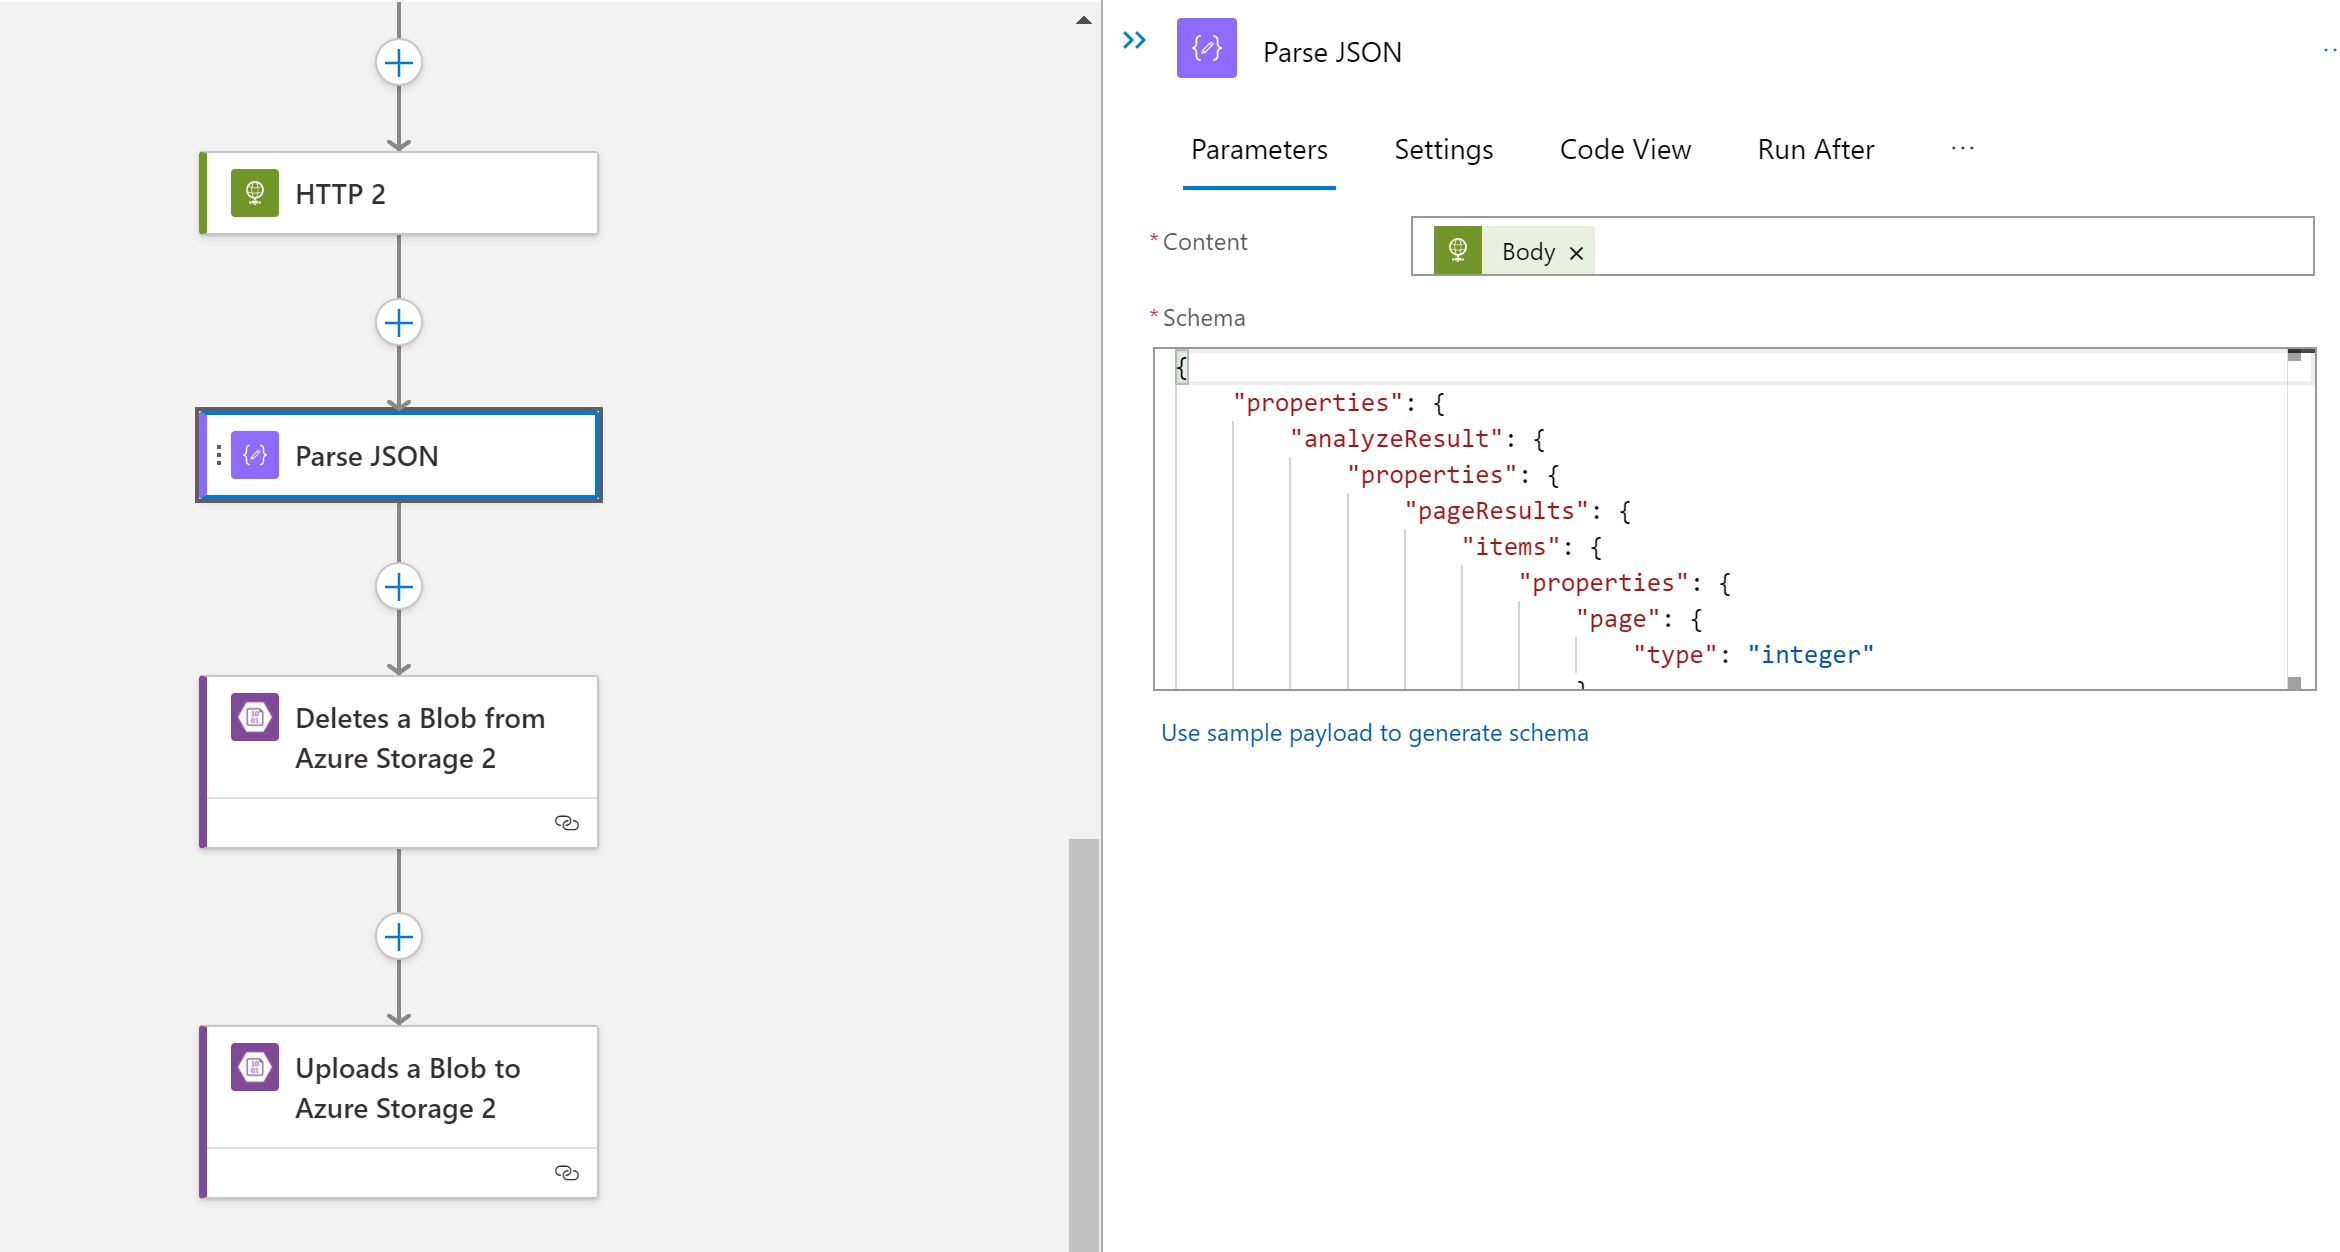 HTTP 2
Parse JSON
Deletes a Blob from
Azure Storage 2
Uploads a Blob to
Azure Storage 2
Parse JSON
Parameters Settings Code View Run After ...
* Content
Body ×
* Schema
{
"properties": {
"analyzeResult": {
"properties": {
"pageResults": {
"items": {
"properties": {
"page": {
"type": "integer"
}
Use sample payload to generate schema